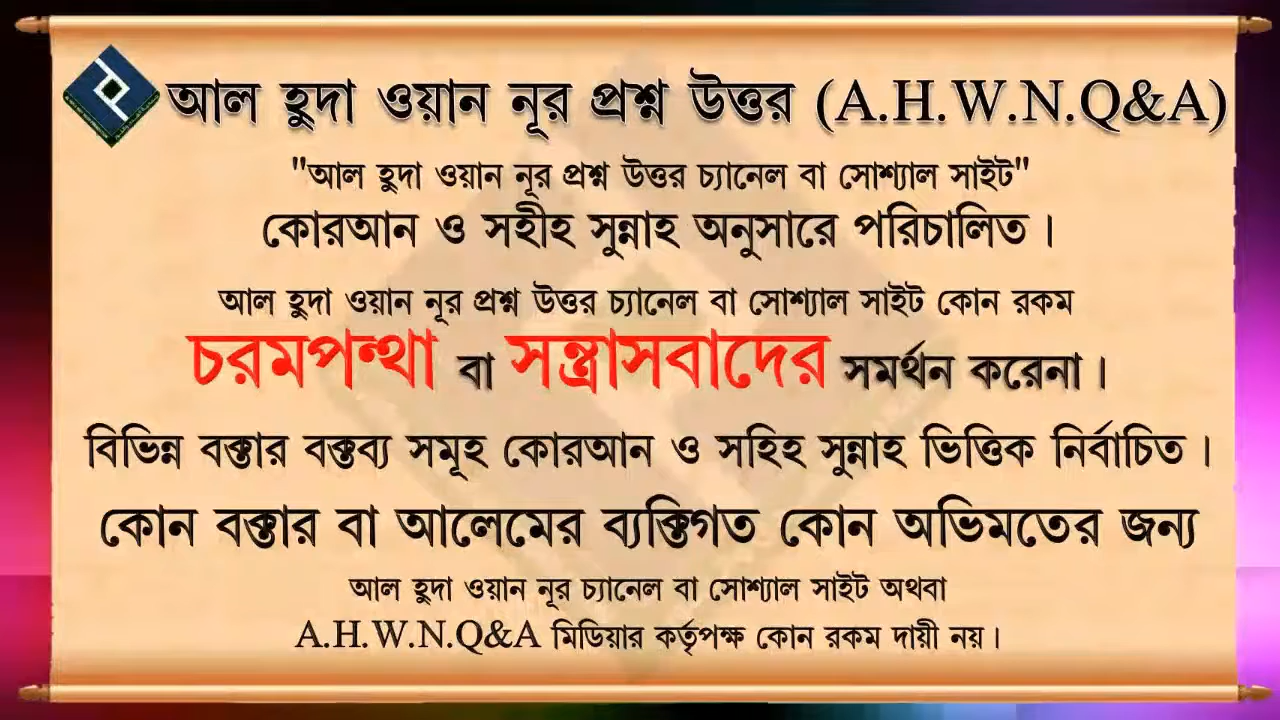 আল হুদা ওয়ান নূর প্রশ্ন উত্তর (A.H.W.N.Q&A)
"আল হুদা ওয়ান নূর প্রশ্ন উত্তর চ্যানেল বা সোশ্যাল সাইট"
কোরআন ও সহীহ সুন্নাহ অনুসারে পরিচালিত।
আল হুদা ওয়ান নূর প্রশ্ন উত্তর চ্যানেল বা সোশ্যাল সাইট কোন রকম
চরমপন্থা বা সন্ত্রাসবাদের সমর্থন করেনা।
বিভিন্ন বক্তার বক্তব্য সমূহ কোরআন ও সহিহ সুন্নাহ ভিত্তিক নির্বাচিত।
কোন বক্তার বা আলেমের ব্যক্তিগত কোন অভিমতের জন্য
আল হুদা ওয়ান নূর চ্যানেল বা সোশ্যাল সাইট অথবা
A.H.W.N.Q&A মিডিয়ার কর্তৃপক্ষ কোন রকম দায়ী নয়।